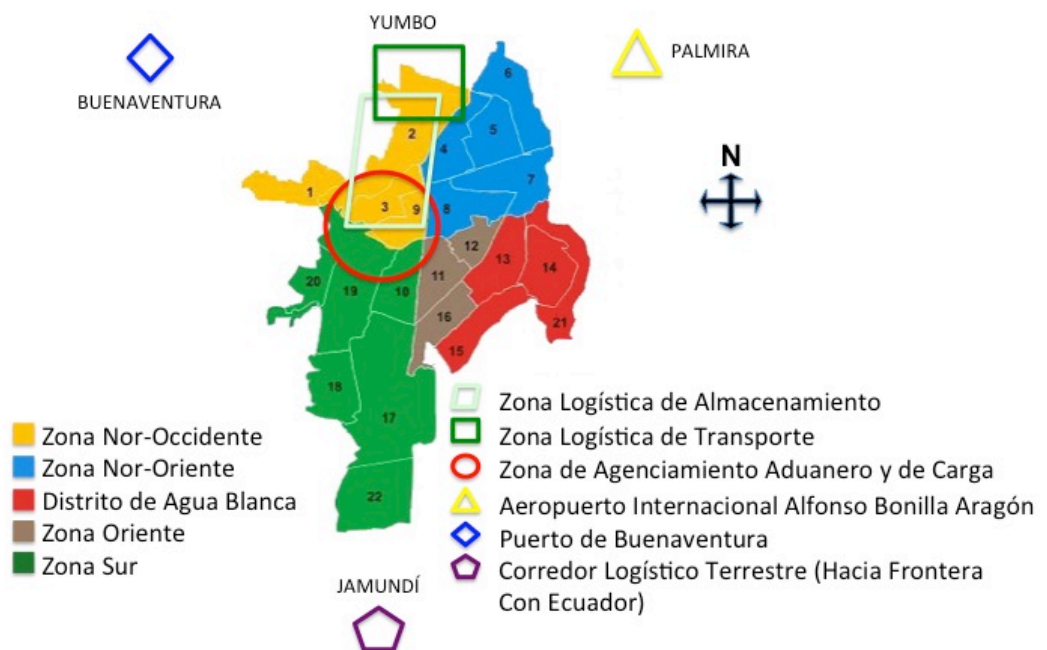 YUMBO
PALMIRA
BUENAVENTURA
N
6
5
2
4
7
1
3
9
8
12
13
14
11
20
19
10
16
21
15
18
17
22
Zona Nor-Occidente
Zona Nor-Oriente
Distrito de Agua Blanca
Zona Oriente
Zona Sur
Zona Logística de Almacenamiento
Zona Logística de Transporte
Zona de Agenciamiento Aduanero y de Carga
Aeropuerto Internacional Alfonso Bonilla Aragón
Puerto de Buenaventura
Corredor Logístico Terrestre (Hacia Frontera
Con Ecuador)
JAMUNDÍ